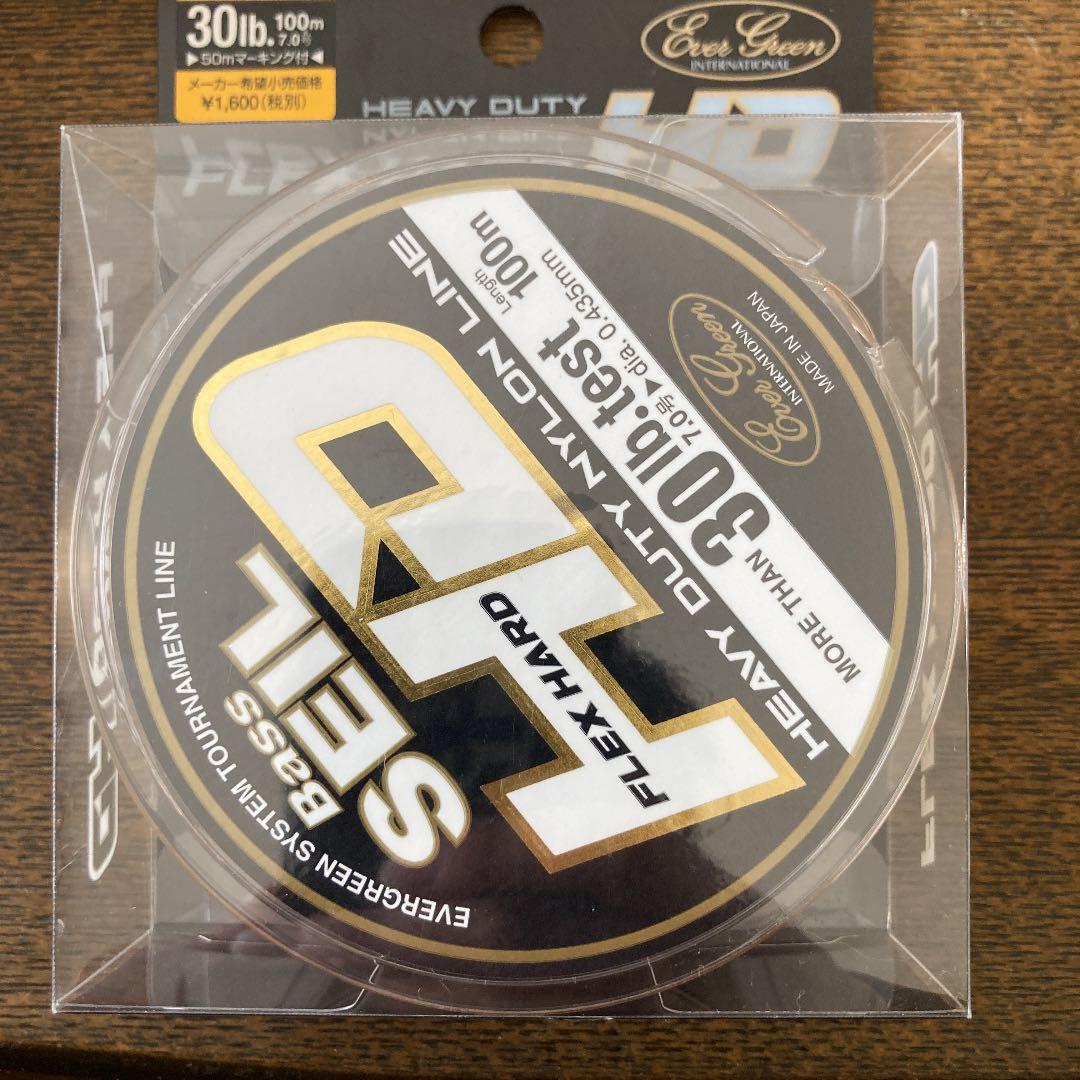 30lb. 100m
7.0号
▶50mマーキング付◀
メーカー希望小売価格
¥1,600(税別)
Ever Green
INTERNATIONAL
HEAVY DUTY
HD
Length 100m
MORE THAN 30lb.test
7.0号▶dia. 0.435mm
Ever Green
INTERNATIONAL
MADE IN JAPAN
HEAVY DUTY NYLON LINE
HD
FLEX HARD
Bass
SEIL
EVERGREEN SYSTEM TOURNAMENT LINE